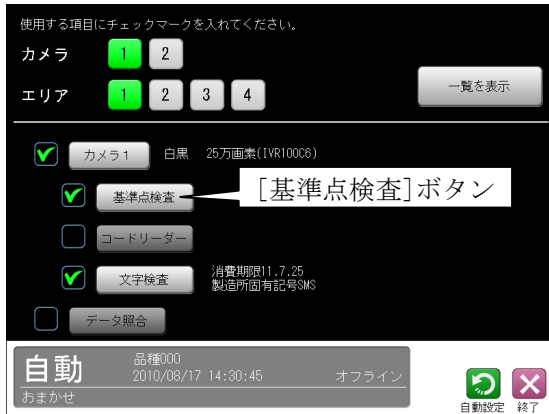 使用する項目にチェックマークを入れてください。
カメラ 1 2
エリア 1 2 3 4
一覧を表示
カメラ1 白黒 25万画素(IVR100C6)
基準点検査 [基準点検査]ボタン
コードリーダー
文字検査 消費期限11.7.25
製造所固有記号SMS
データ照合
自動 品種000
2010/08/17 14:30:45 オフライン
おまかせ
自動設定 終了